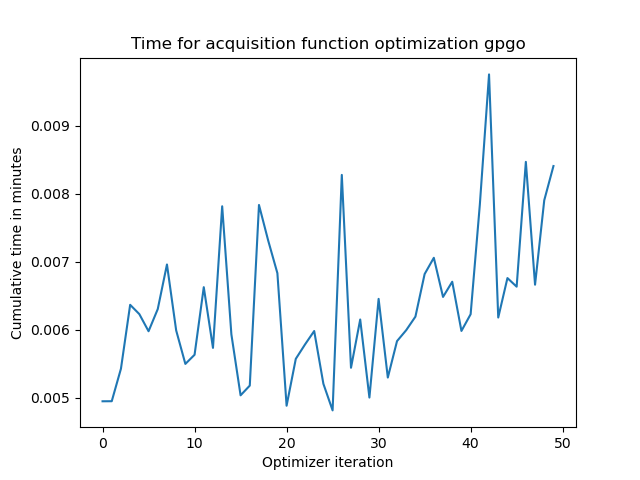 Time for acquisition function optimization gpgo
Cumulative time in minutes
0.009
0.008
0.007
0.006
0.005
0 10 20 30 40 50
Optimizer iteration